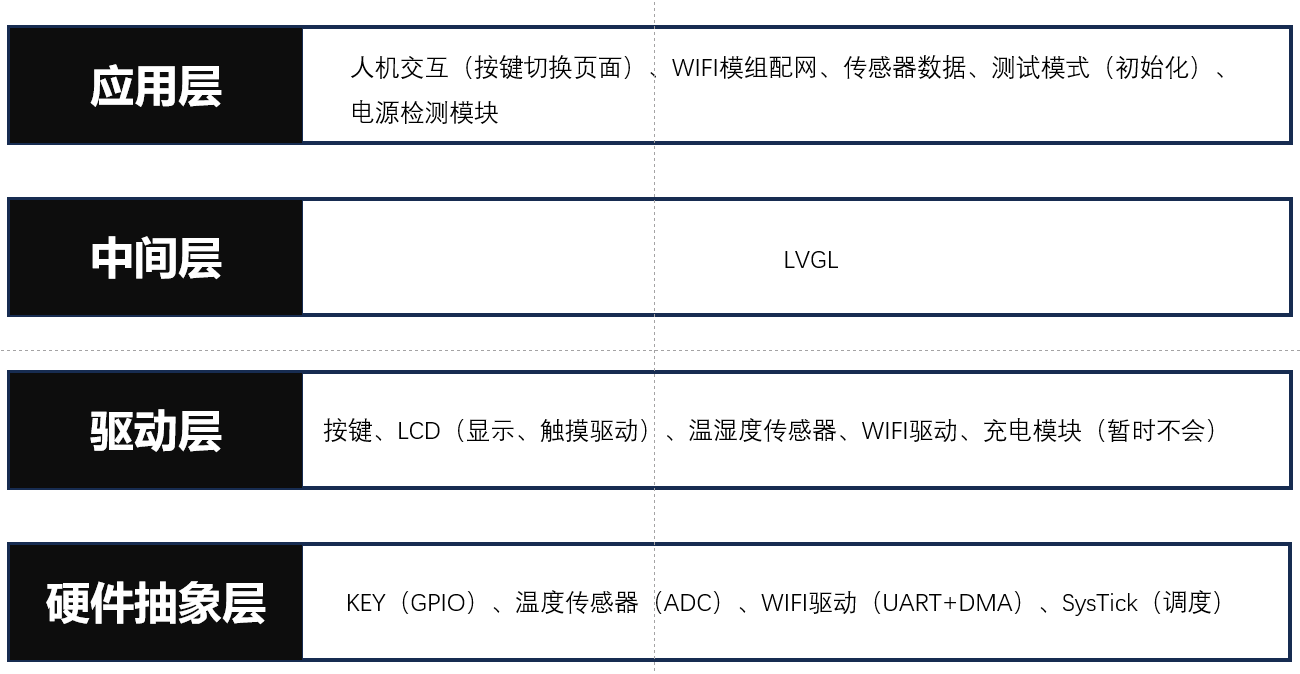 应用层
人机交互（按键切换页面）、WIFI模组配网、传感器数据、测试模式（初始化）、
电源检测模块
中间层
LVGL
驱动层
按键、LCD（显示、触摸驱动）、温湿度传感器、WIFI驱动、充电模块（暂时不会）
硬件抽象层
KEY（GPIO）、温度传感器（ADC）、WIFI驱动（UART+DMA）、SysTick（调度）